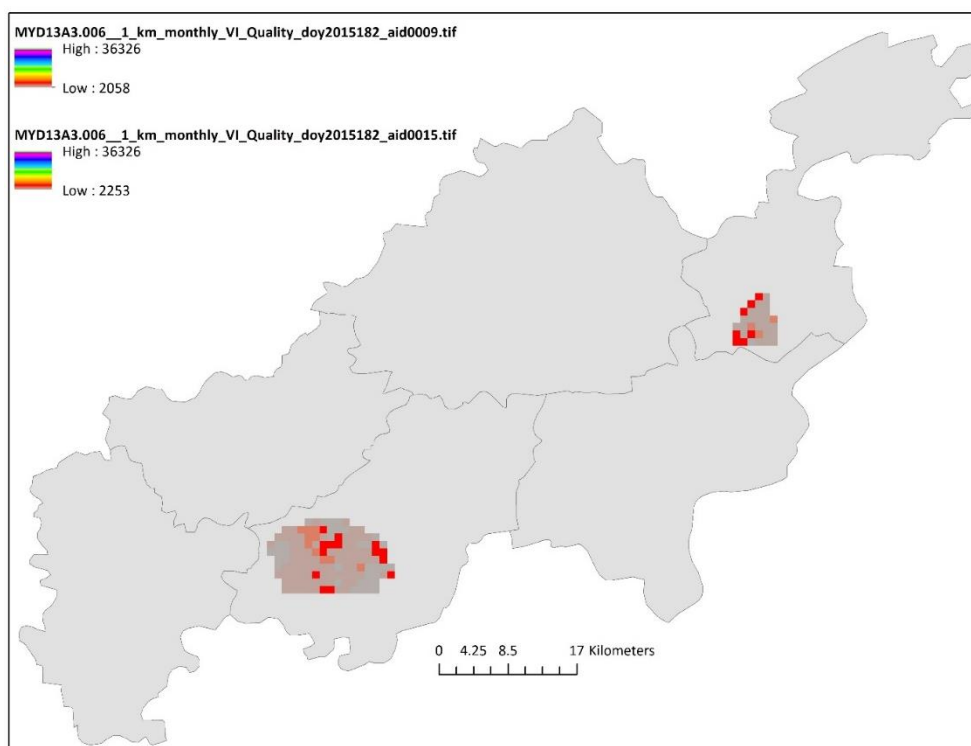 MYD13A3.006__1_km_monthly_VI_Quality_doy2015182_aid0009.tif
High : 36326
Low : 2058
MYD13A3.006__1_km_monthly_VI_Quality_doy2015182_aid0015.tif
High : 36326
Low : 2253
0 4.25 8.5 17 Kilometers